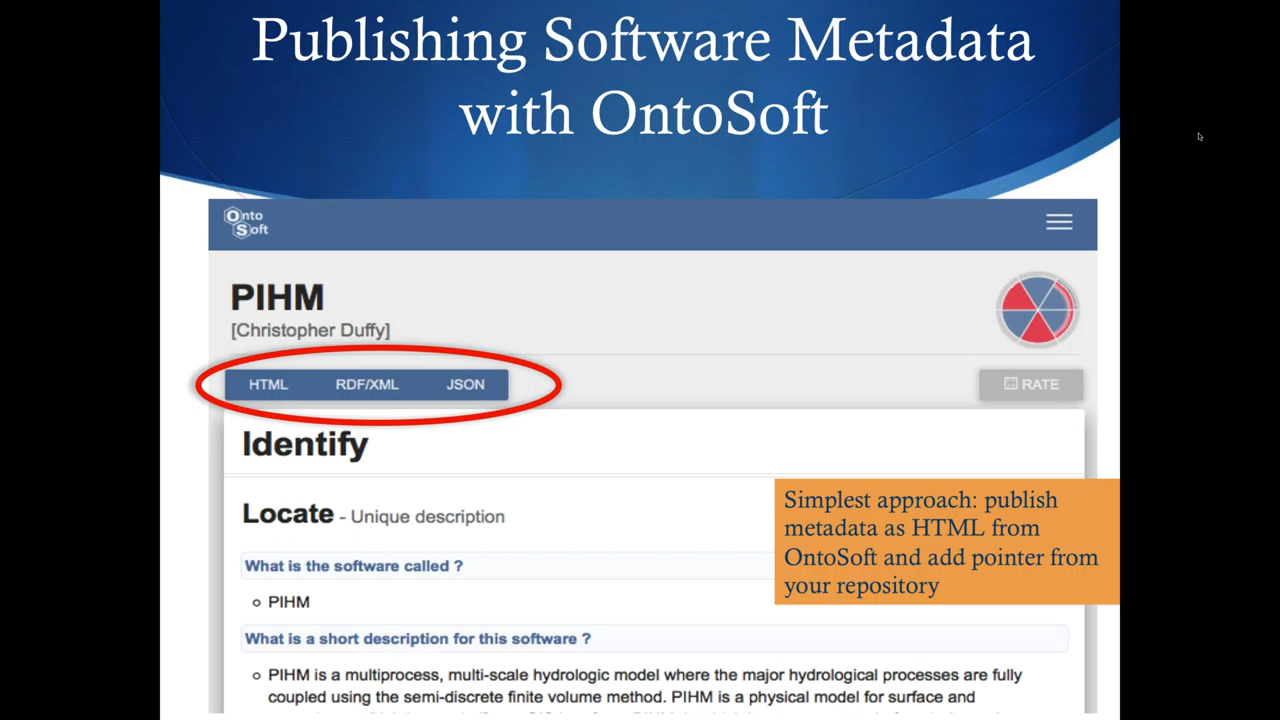 Publishing Software Metadata
with OntoSoft
Onto
Soft
PIHM
[Christopher Duffy]
HTML RDF/XML JSON
RATE
Identify
Locate - Unique description
Simplest approach: publish
metadata as HTML from
OntoSoft and add pointer from
your repository
What is the software called ?
PIHM
What is a short description for this software ?
PIHM is a multiprocess, multi-scale hydrologic model where the major hydrological processes are fully
coupled using the semi-discrete finite volume method. PIHM is a physical model for surface and